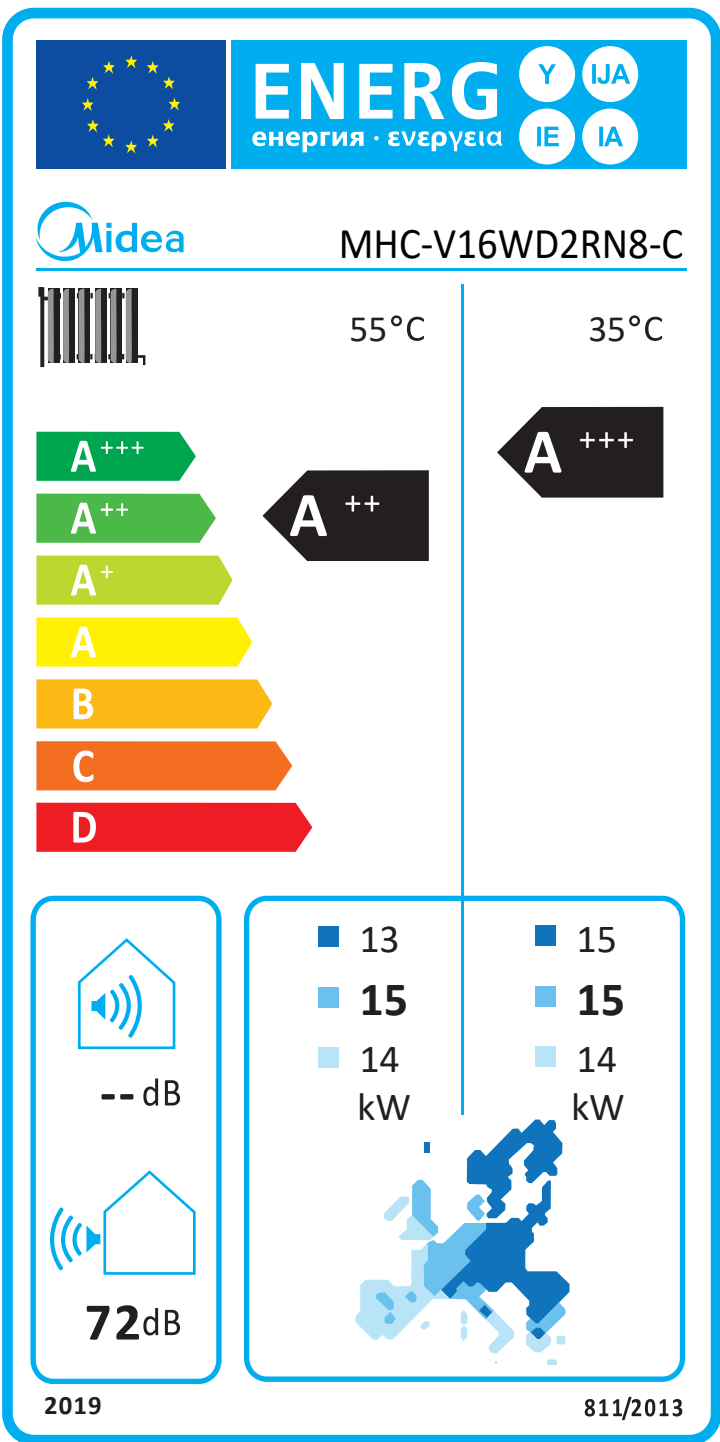 ENERG Y IJA
енергия · ενεργεια IE IA
Midea MHC-V16WD2RN8-C
55°C 35°C
A+++ A+++
A++ A++
A+
A
B
C
D
13 15
15 15
14 14
kW kW
-- dB
72dB
2019 811/2013